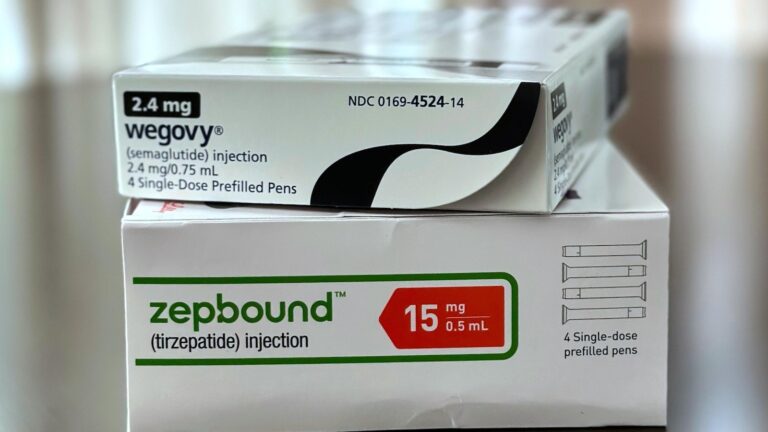 2.4 mg
NDC 0169-4524-14
wegovy®
(semaglutide) injection
2.4 mg/0.75 mL
4 Single-Dose Prefilled Pens
wegovy
zepbound™
(tirzepatide) injection
15 mg
0.5 mL
4 Single-dose
prefilled pens